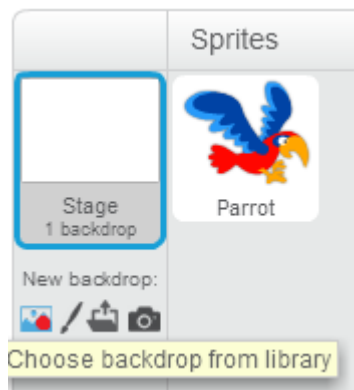 Sprites
Stage
1 backdrop
Parrot
New backdrop:
Choose backdrop from library